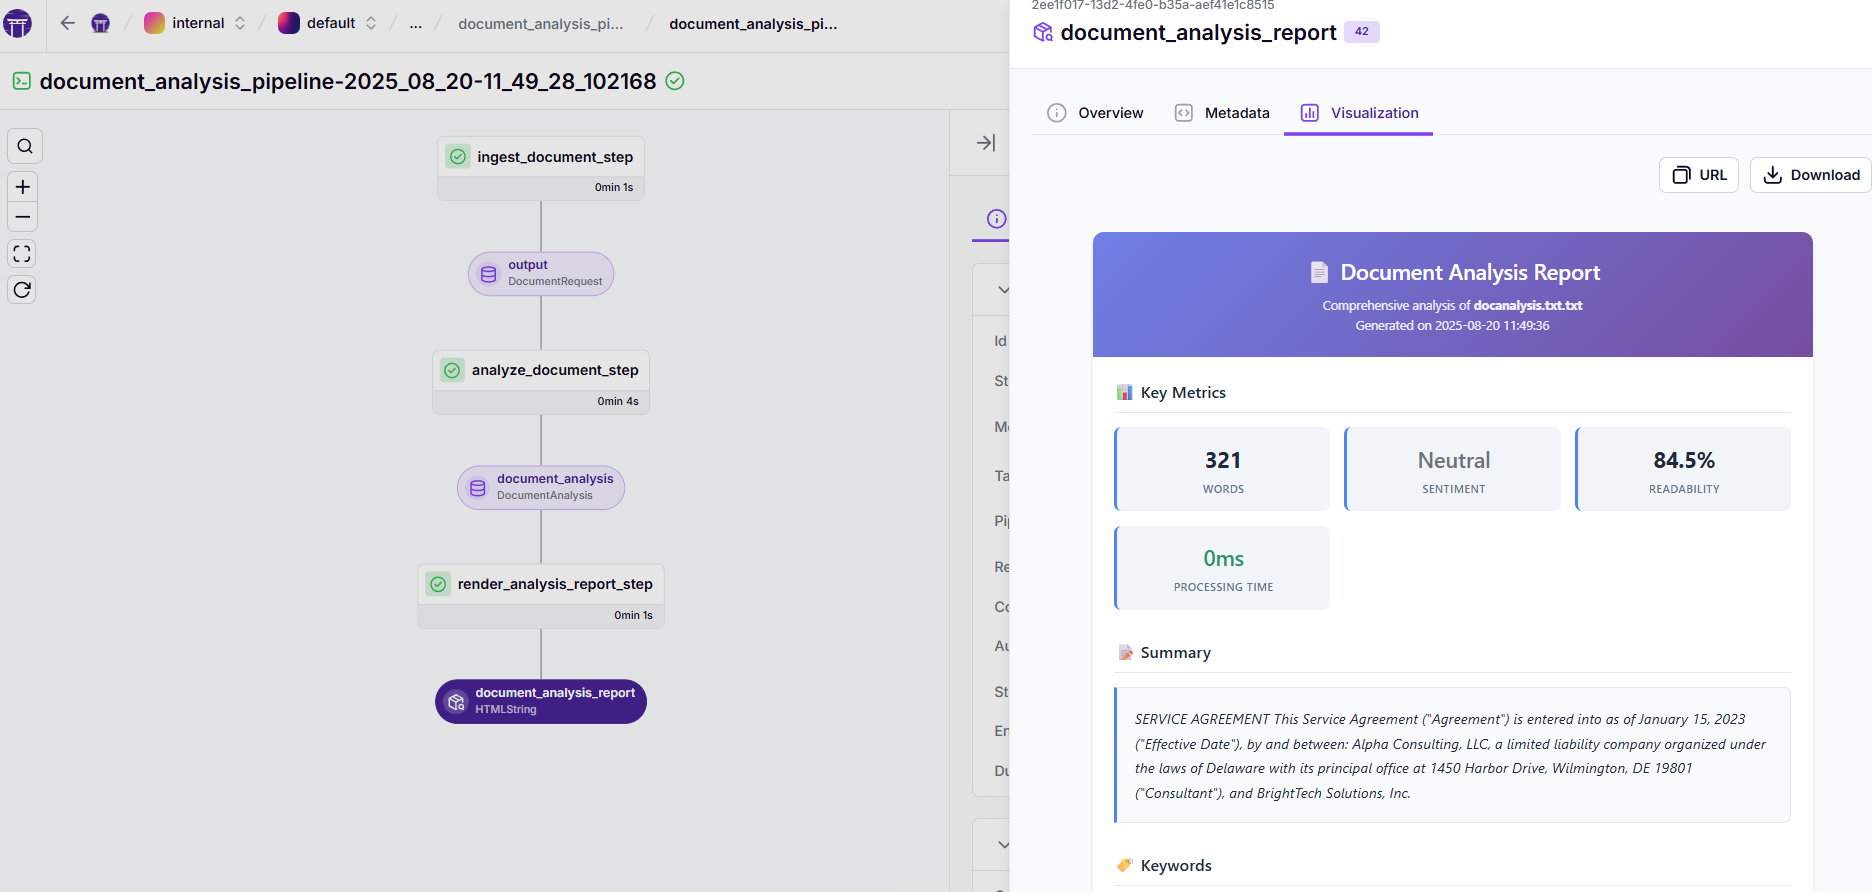 internal
default
...
document_analysis_pi...
document_analysis_pi...
document_analysis_pipeline-2025_08_20-11_49_28_102168
ingest_document_step
0min 1s
output
DocumentRequest
analyze_document_step
0min 4s
document_analysis
DocumentAnalysis
render_analysis_report_step
0min 1s
document_analysis_report
HTMLString
Id
St
Ta
Pi
Re
Co
Au
St
En
Du
2ee1f017-13d2-4fe0-b35a-aef41e1c8515
document_analysis_report 42
Overview
Metadata
Visualization
URL
Download
Document Analysis Report
Comprehensive analysis of docanalysis.txt.txt
Generated on 2025-08-20 11:49:36
Key Metrics
321
WORDS
Neutral
SENTIMENT
84.5%
READABILITY
0ms
PROCESSING TIME
Summary
SERVICE AGREEMENT This Service Agreement ("Agreement") is entered into as of January 15, 2023
("Effective Date"), by and between: Alpha Consulting, LLC, a limited liability company organized under
the laws of Delaware with its principal office at 1450 Harbor Drive, Wilmington, DE 19801
("Consultant"), and BrightTech Solutions, Inc.
Keywords